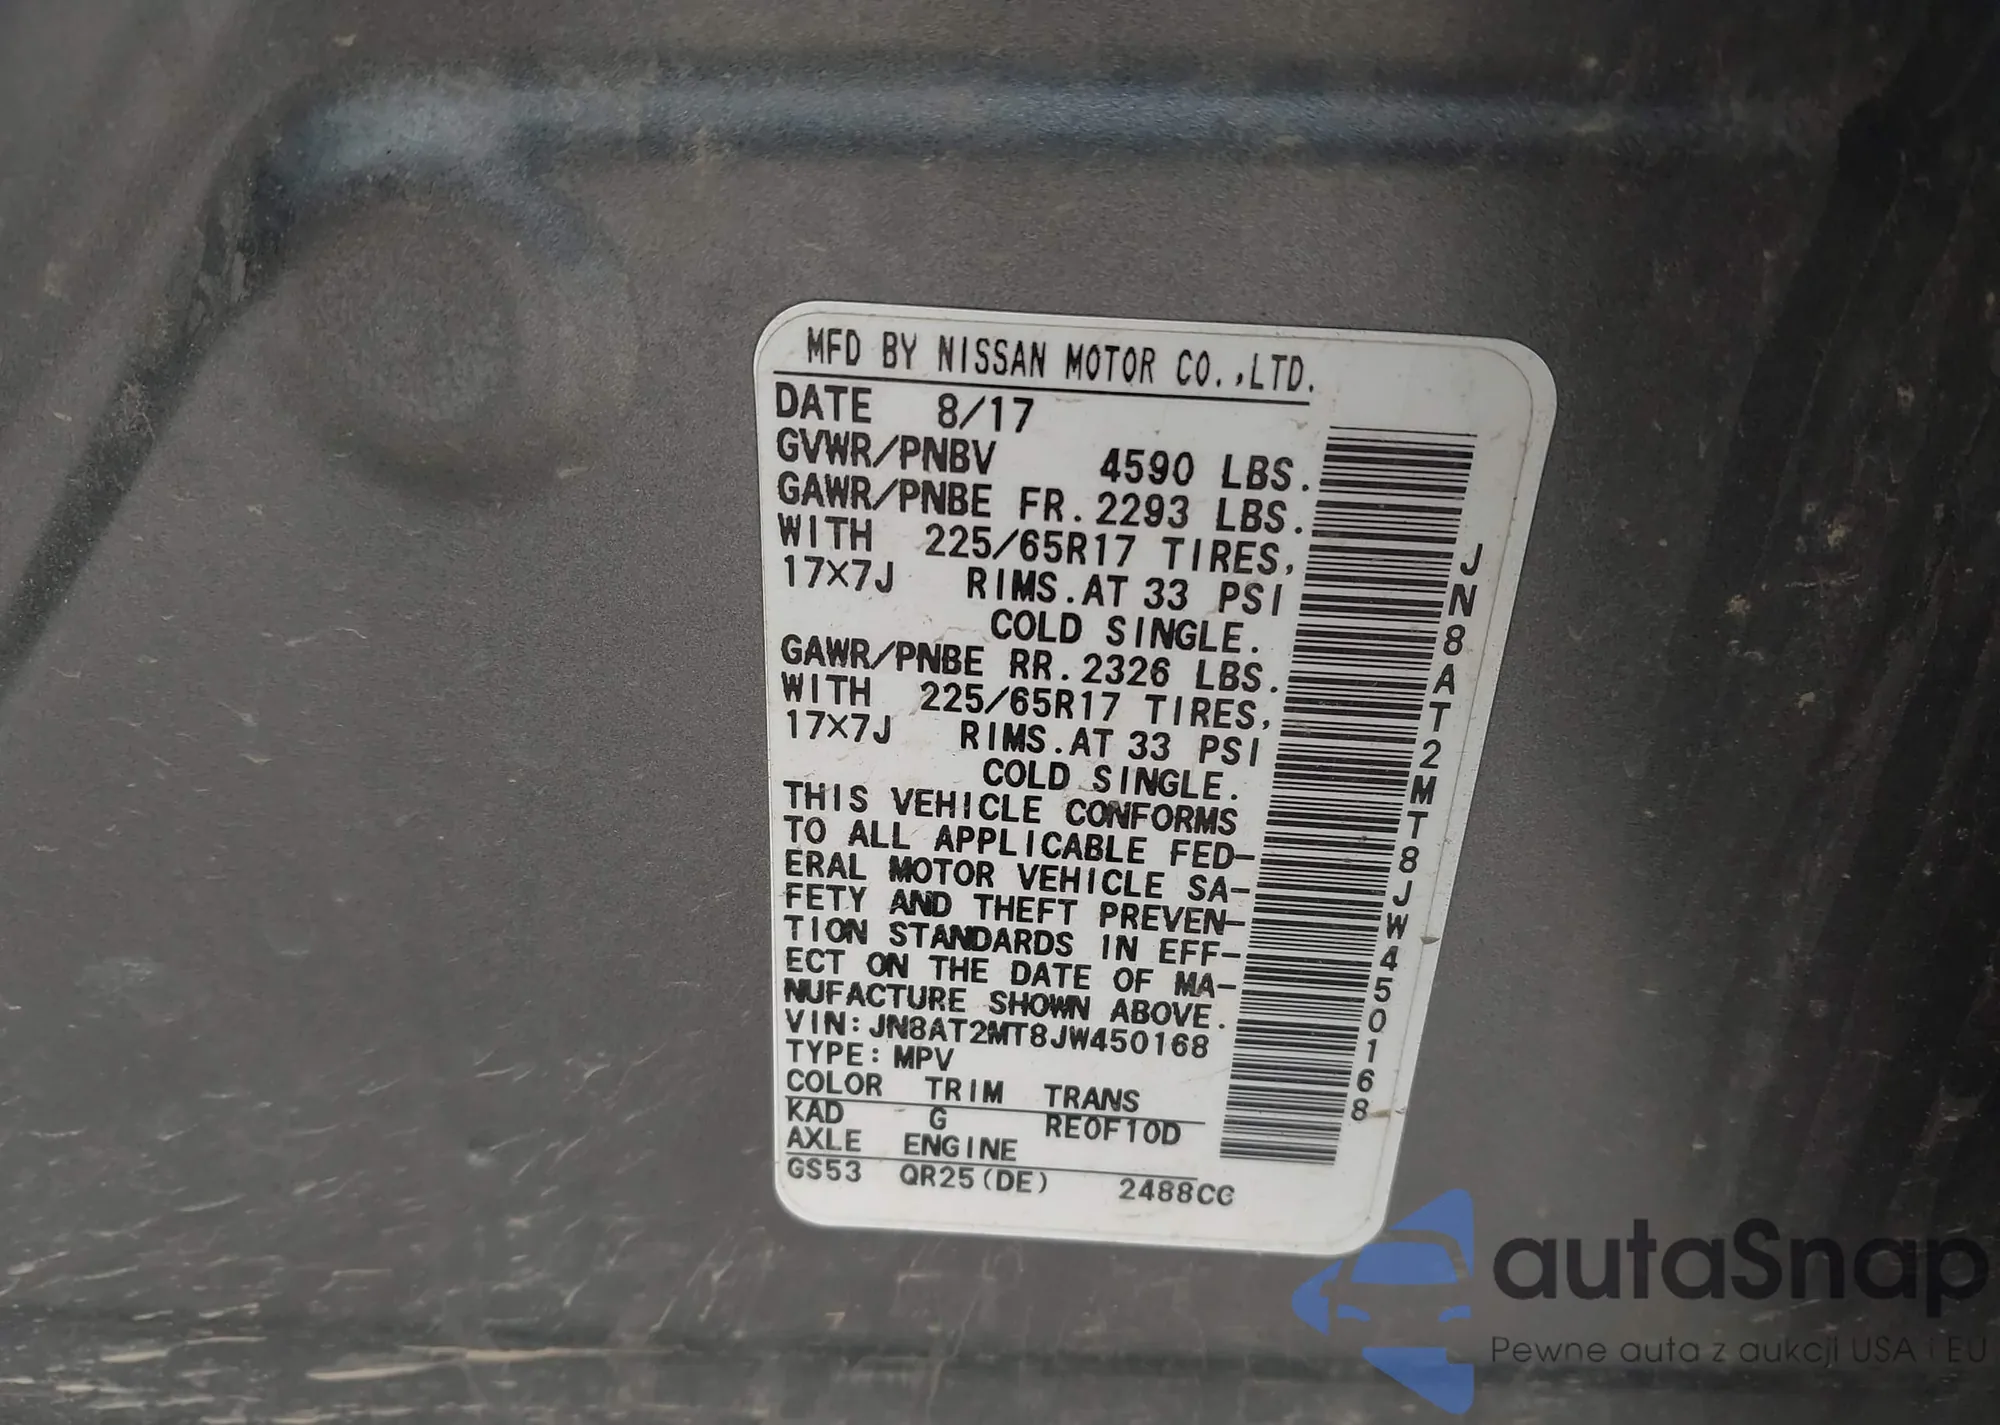 MFD BY NISSAN MOTOR CO.,LTD.
DATE 8/17
GVWR/PNBV 4590 LBS.
GAWR/PNBE FR.2293 LBS.
WITH 225/65R17 TIRES,
17X7J RIMS.AT 33 PSI
COLD SINGLE.
GAWR/PNBE RR.2326 LBS.
WITH 225/65R17 TIRES,
17X7J RIMS.AT 33 PSI
COLD SINGLE.
THIS VEHICLE CONFORMS
TO ALL APPLICABLE FED-
ERAL MOTOR VEHICLE SA-
FETY AND THEFT PREVEN-
TION STANDARDS IN EFF-
ECT ON THE DATE OF MA-
NUFACTURE SHOWN ABOVE.
VIN:JN8AT2MT8JW450168
TYPE:MPV
COLOR TRIM TRANS
KAD G RE0F10D
AXLE ENGINE
GS53 QR25(DE) 2488CC
JN8AT2MT8JW450168
autaSnap
Pewne auta z aukcji USA i EU